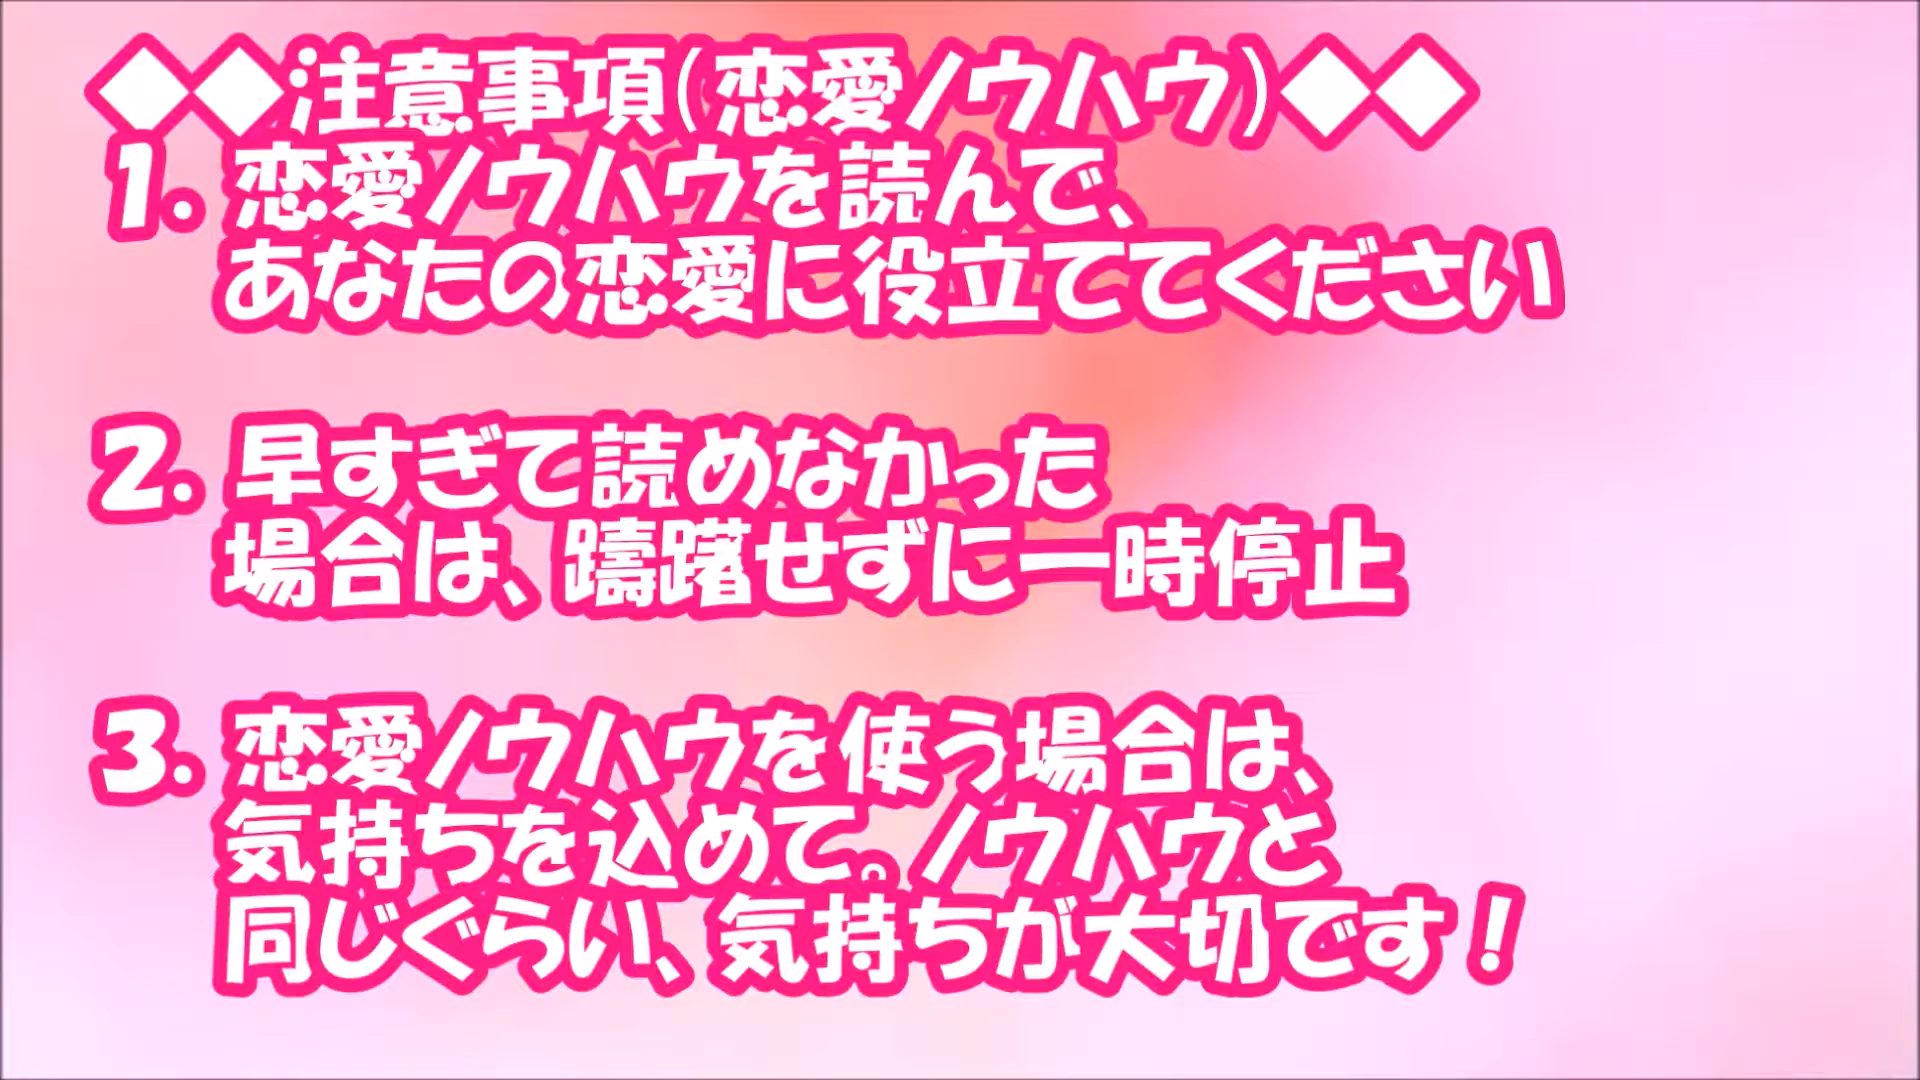 ◆◆注意事項(恋愛ノウハウ)◆◆
1. 恋愛ノウハウを読んで、
あなたの恋愛に役立ててください
2. 早すぎて読めなかった
場合は、躊躇せずに一時停止
3. 恋愛ノウハウを使う場合は、
気持ちを込めて。ノウハウと
同じぐらい、気持ちが大切です！